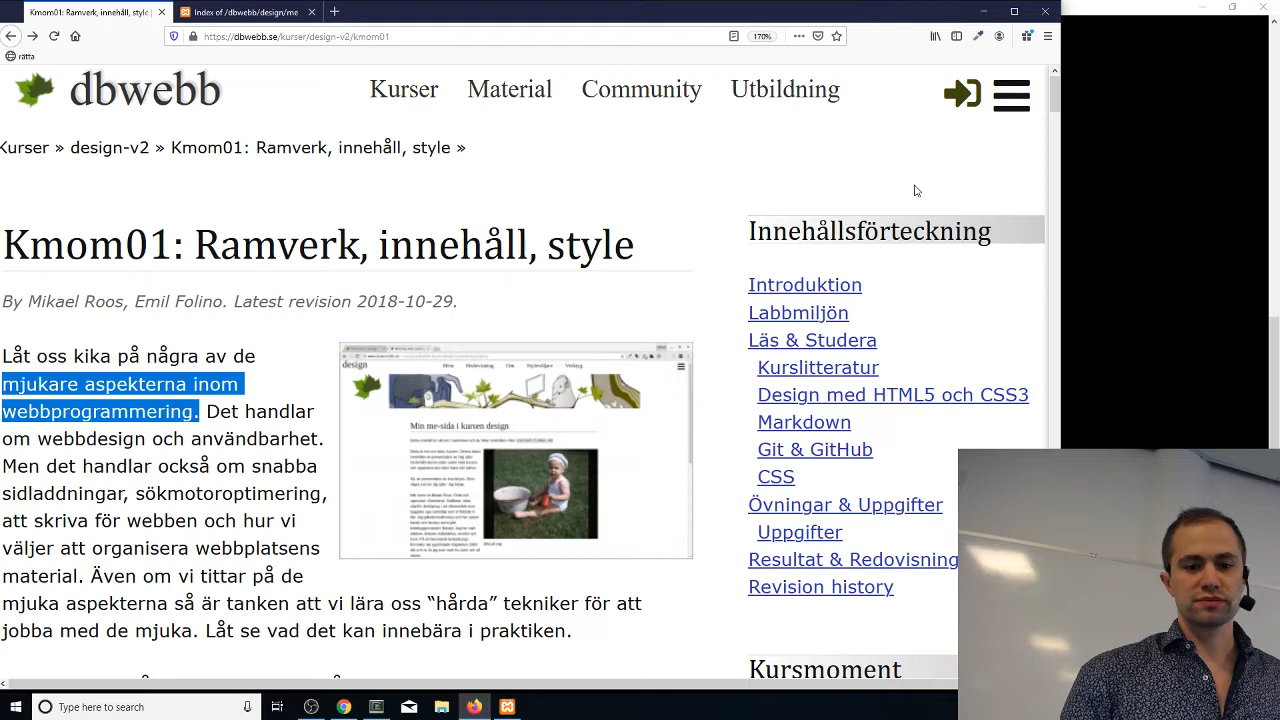 Kmom01: Ramverk, innehåll, style
Index of /dbwebb/design/me
https://dbwebb.se/kurser/design-v2/kmom01
170%
rätta
dbwebb
Kurser Material Community Utbildning
Kurser » design-v2 » Kmom01: Ramverk, innehåll, style »
Kmom01: Ramverk, innehåll, style
By Mikael Roos, Emil Folino. Latest revision 2018-10-29.
Låt oss kika på några av de
mjukare aspekterna inom
webbprogrammering. Det handlar
om webbdesign och användbarhet.
Men det handlar också om snabba
sidladdningar, sökmotoroptimering,
att skriva för webben och hur vi
väljer att organisera webbplatsens
material. Även om vi tittar på de
mjuka aspekterna så är tanken att vi lära oss “hårda” tekniker för att
jobba med de mjuka. Låt se vad det kan innebära i praktiken.
design
Min me-sida i kursen design
Innehållsförteckning
Introduktion
Labbmiljön
Läs & Studera
Kurslitteratur
Design med HTML5 och CSS3
Markdown
Git & GitHub
CSS
Övningar & Uppgifter
Uppgifter
Resultat & Redovisning
Revision history
Kursmoment
Type here to search